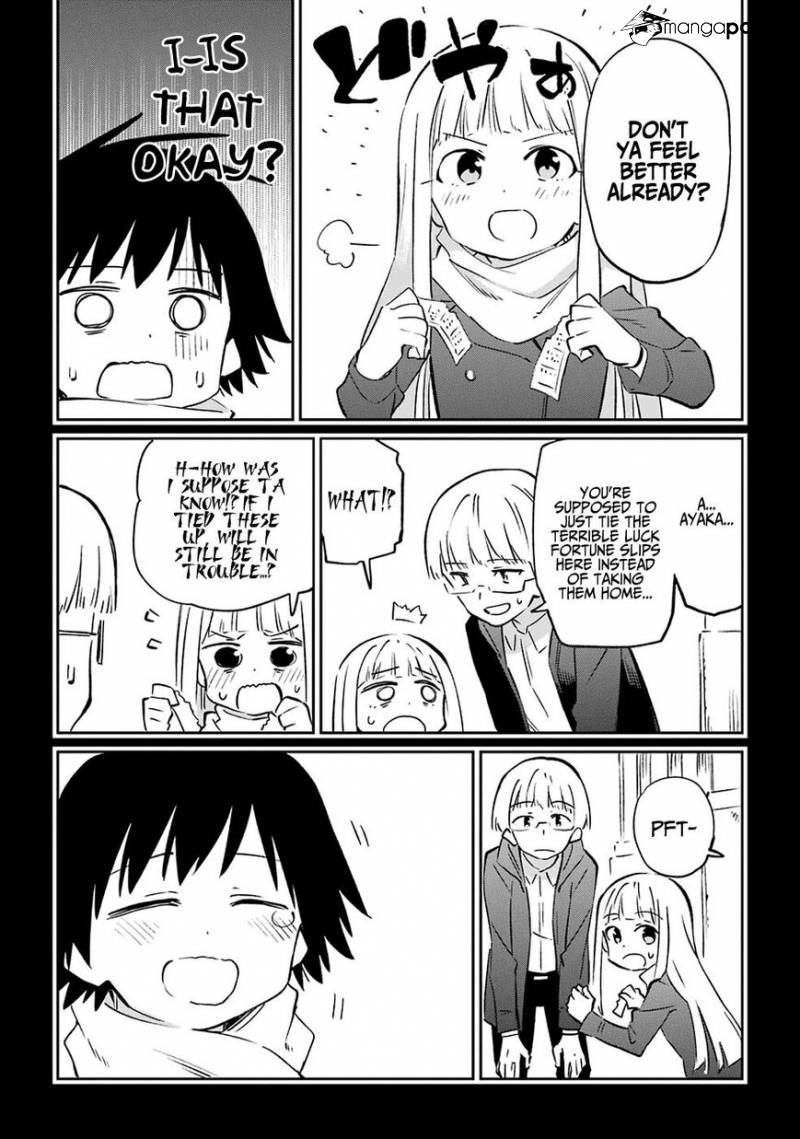 mangapa
どやぁ
DON'T
YA FEEL
BETTER
ALREADY?
I-IS
THAT
OKAY?
A...
AYAKA...
YOU'RE
SUPPOSED TO
JUST TIE THE
TERRIBLE LUCK
FORTUNE SLIPS
HERE INSTEAD
OF TAKING
THEM HOME...
WHAT!?
H-HOW WAS
I SUPPOSE TA
KNOW!? IF I
TIED THESE
UP, WILL I
STILL BE IN
TROUBLE...?
PFT-